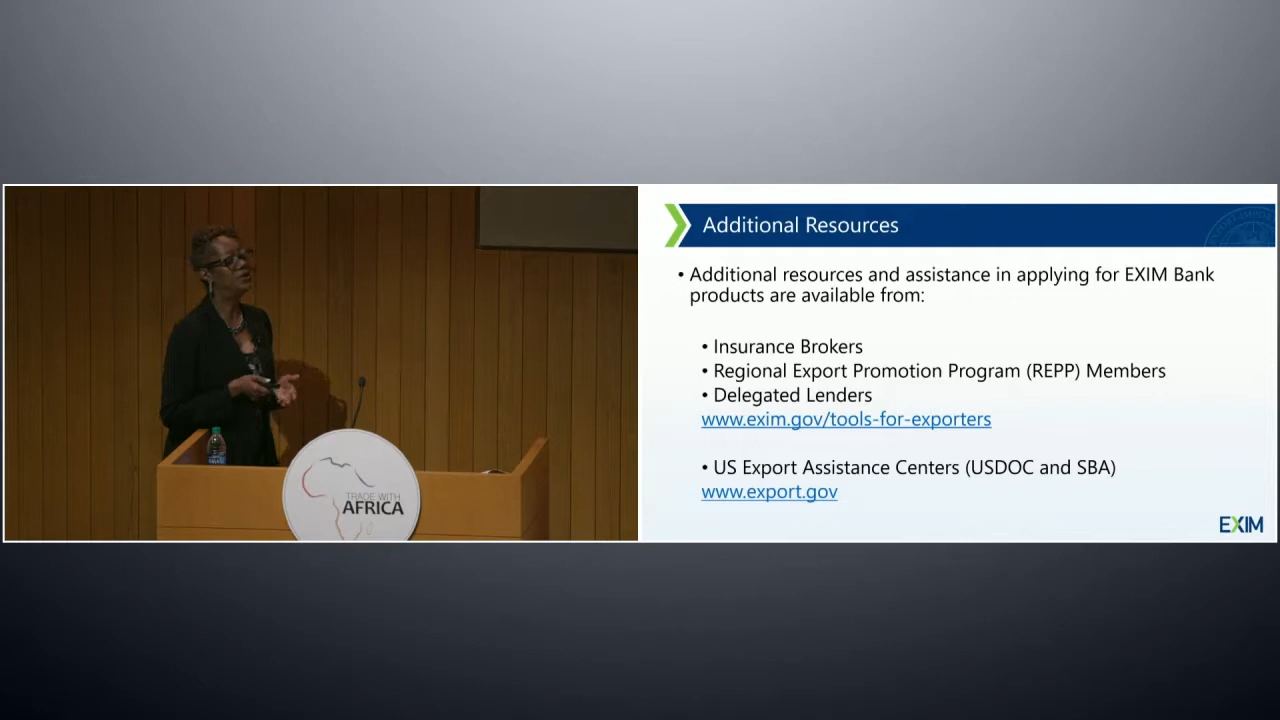 TRADE WITH
AFRICA
Additional Resources
• Additional resources and assistance in applying for EXIM Bank
products are available from:
• Insurance Brokers
• Regional Export Promotion Program (REPP) Members
• Delegated Lenders
www.exim.gov/tools-for-exporters
• US Export Assistance Centers (USDOC and SBA)
www.export.gov
EXIM